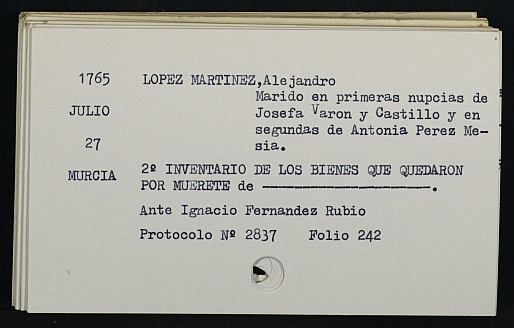 1765 LOPEZ MARTINEZ,Alejandro
Marido en primeras nupcias de
JULIO Josefa Varon y Castillo y en
segundas de Antonia Perez Me-
27 sia.
MURCIA 2º INVENTARIO DE LOS BIENES QUE QUEDARON
POR MUERETE de ----------------------.
Ante Ignacio Fernandez Rubio
Protocolo Nº 2837 Folio 242